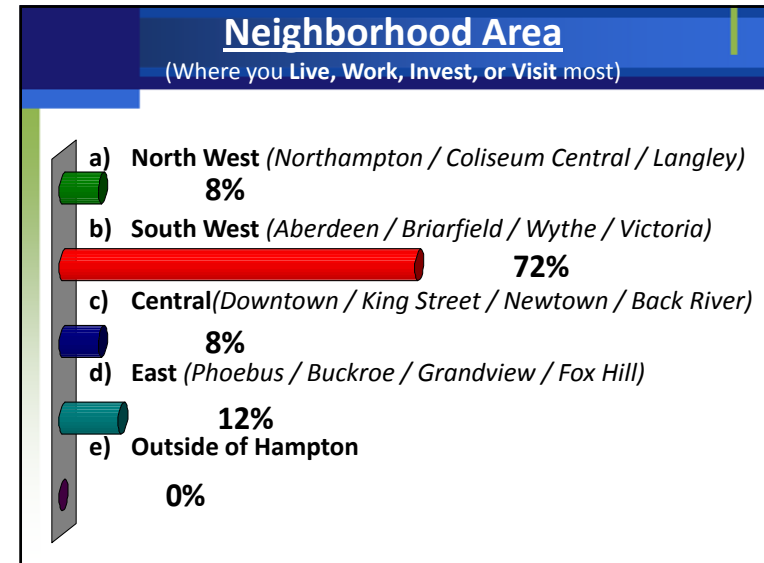 Neighborhood Area
(Where you Live, Work, Invest, or Visit most)
a) North West (Northampton / Coliseum Central / Langley)
8%
b) South West (Aberdeen / Briarfield / Wythe / Victoria)
72%
c) Central(Downtown / King Street / Newtown / Back River)
8%
d) East (Phoebus / Buckroe / Grandview / Fox Hill)
12%
e) Outside of Hampton
0%